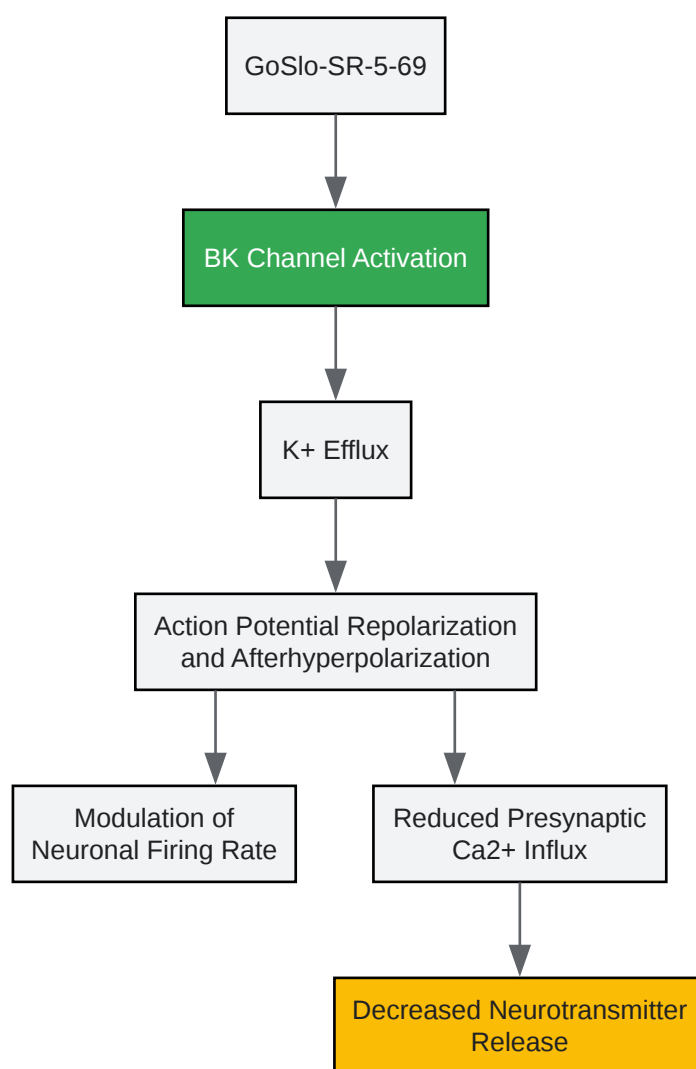 GoSlo-SR-5-69
BK Channel Activation
K+ Efflux
Action Potential Repolarization
and Afterhyperpolarization
Modulation of
Neuronal Firing Rate
Reduced Presynaptic
Ca2+ Influx
Decreased Neurotransmitter
Release